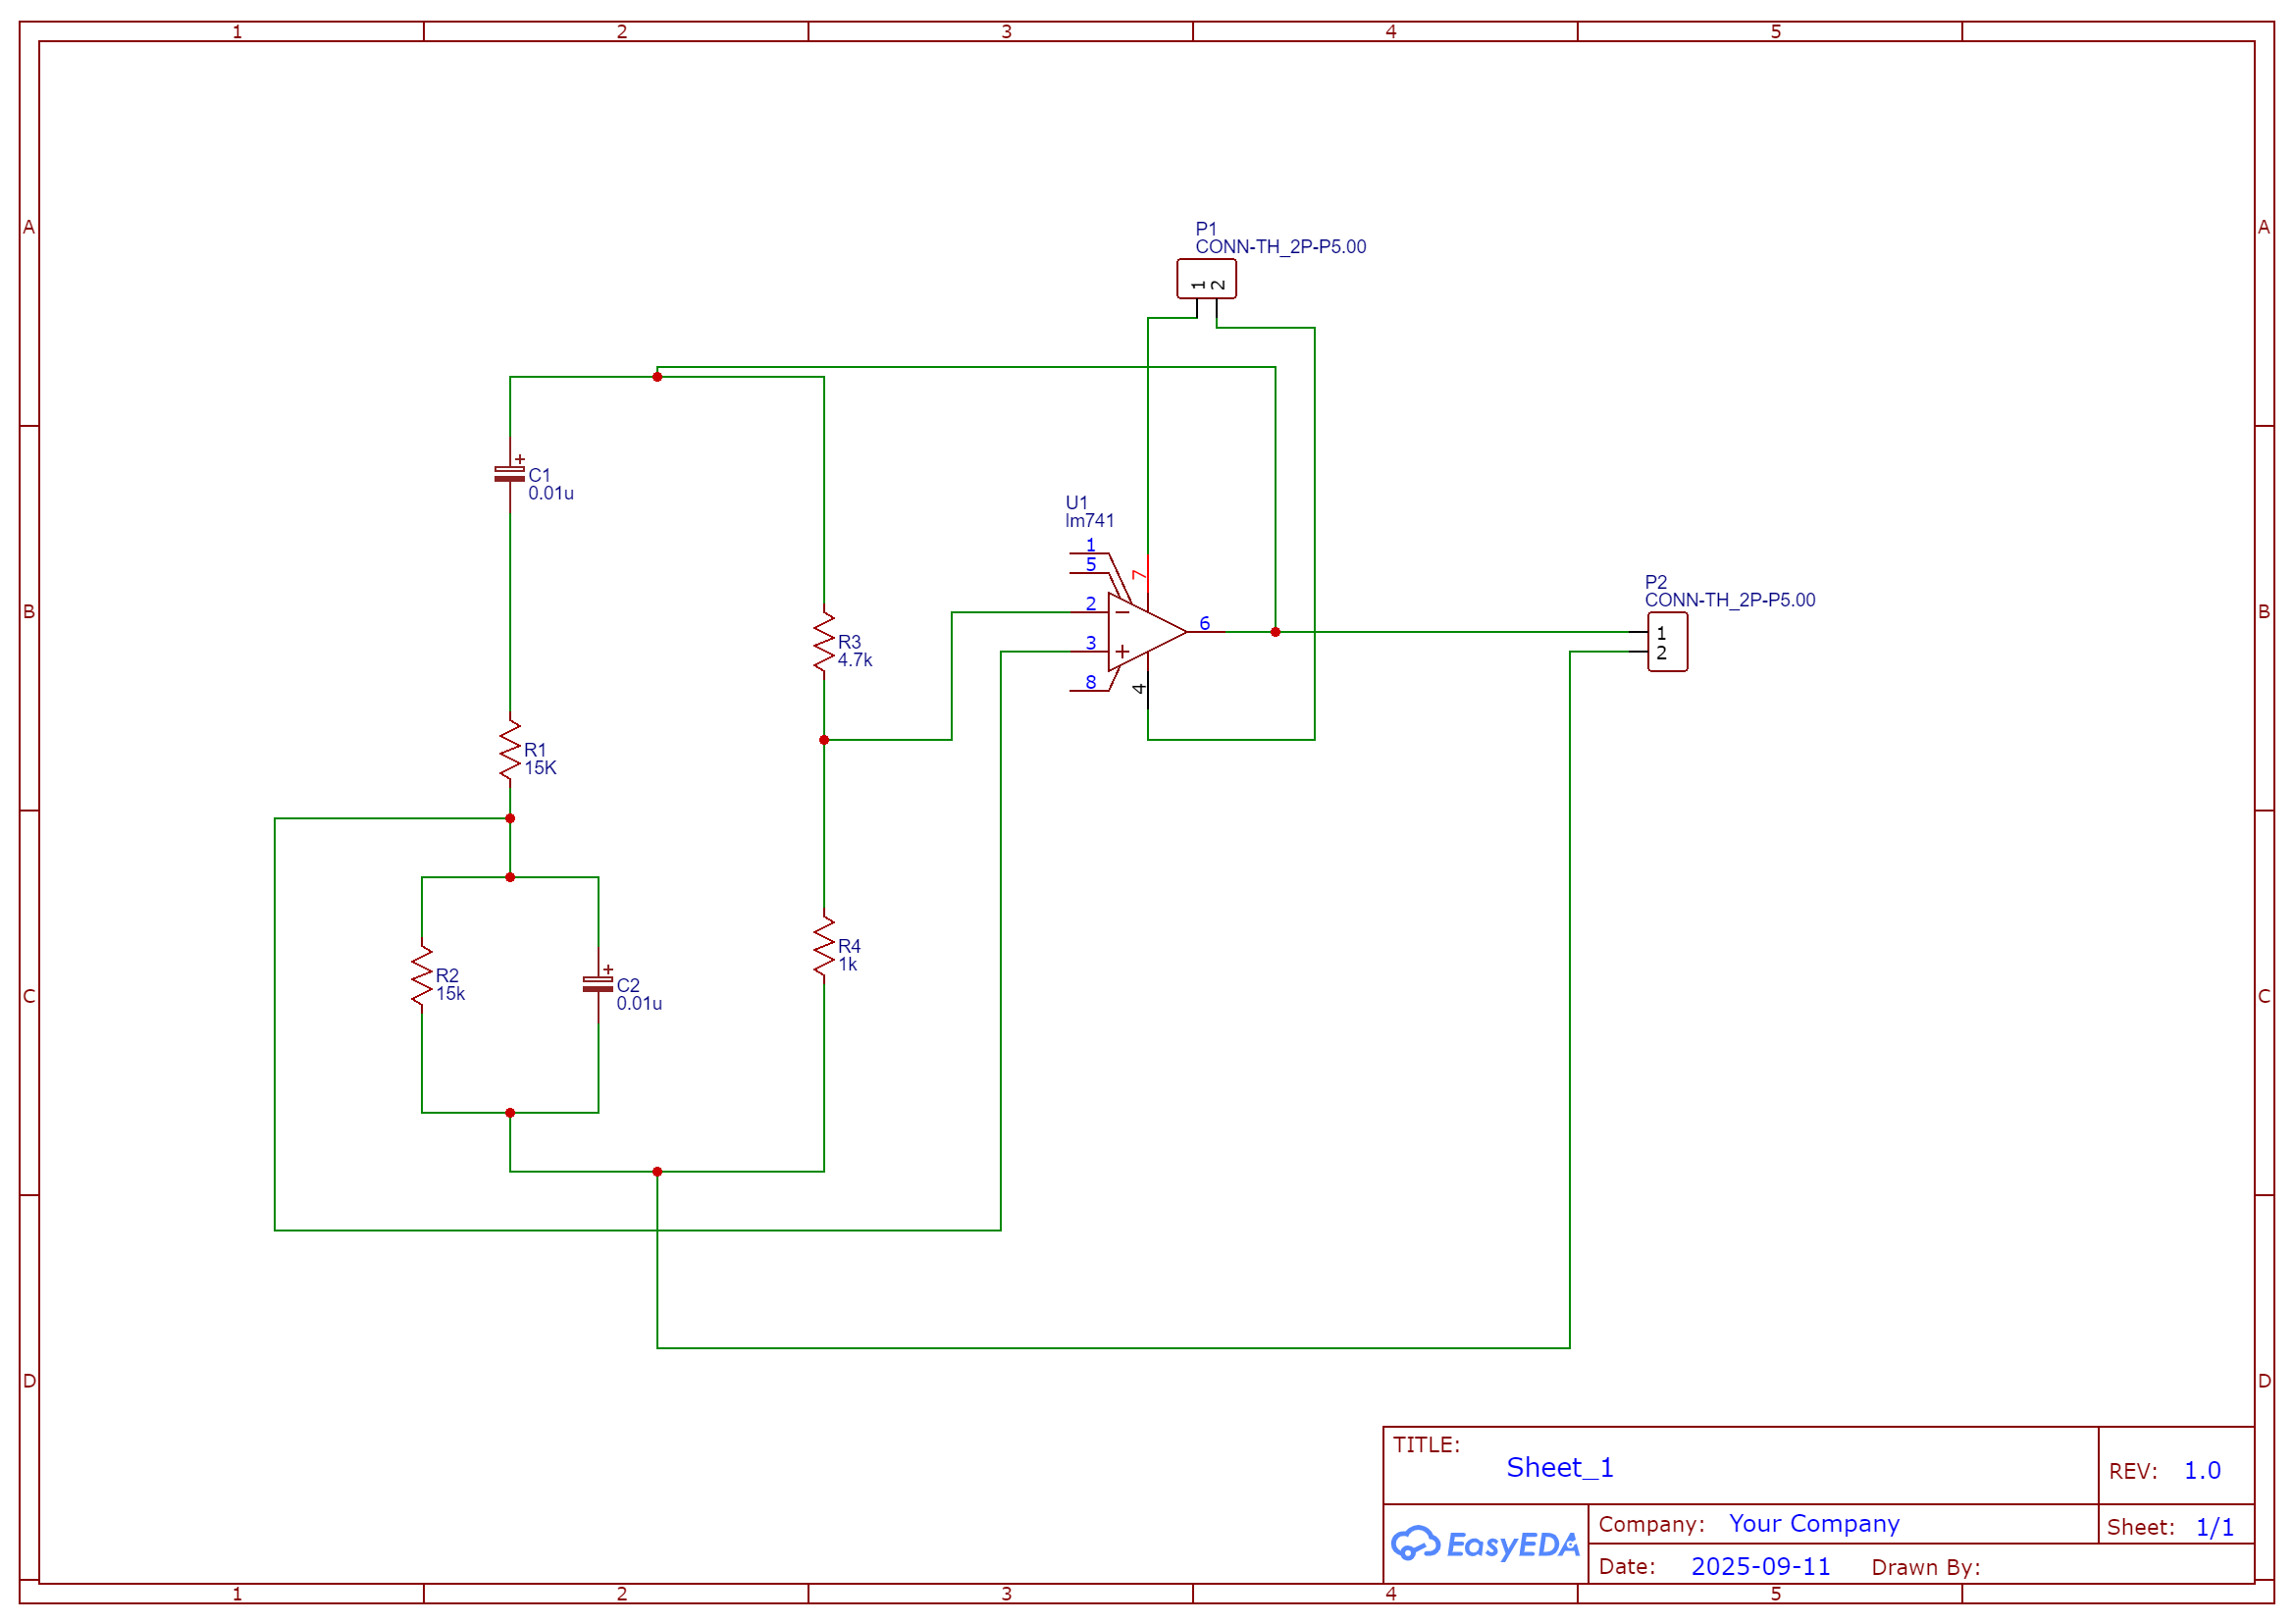 1 2 3 4 5
A A
P1
CONN-TH_2P-P5.00
1 2
+
C1
0.01u
U1
lm741
1
5
7
P2
CONN-TH_2P-P5.00
B B
2
6
1
R3
4.7k
3
2
8
4
R1
15K
+
R4
1k
R2
15k
C2
0.01u
C C
D D
TITLE:
Sheet_1
REV: 1.0
EasyEDA
Company: Your Company
Sheet: 1/1
Date: 2025-09-11 Drawn By:
1 2 3 4 5